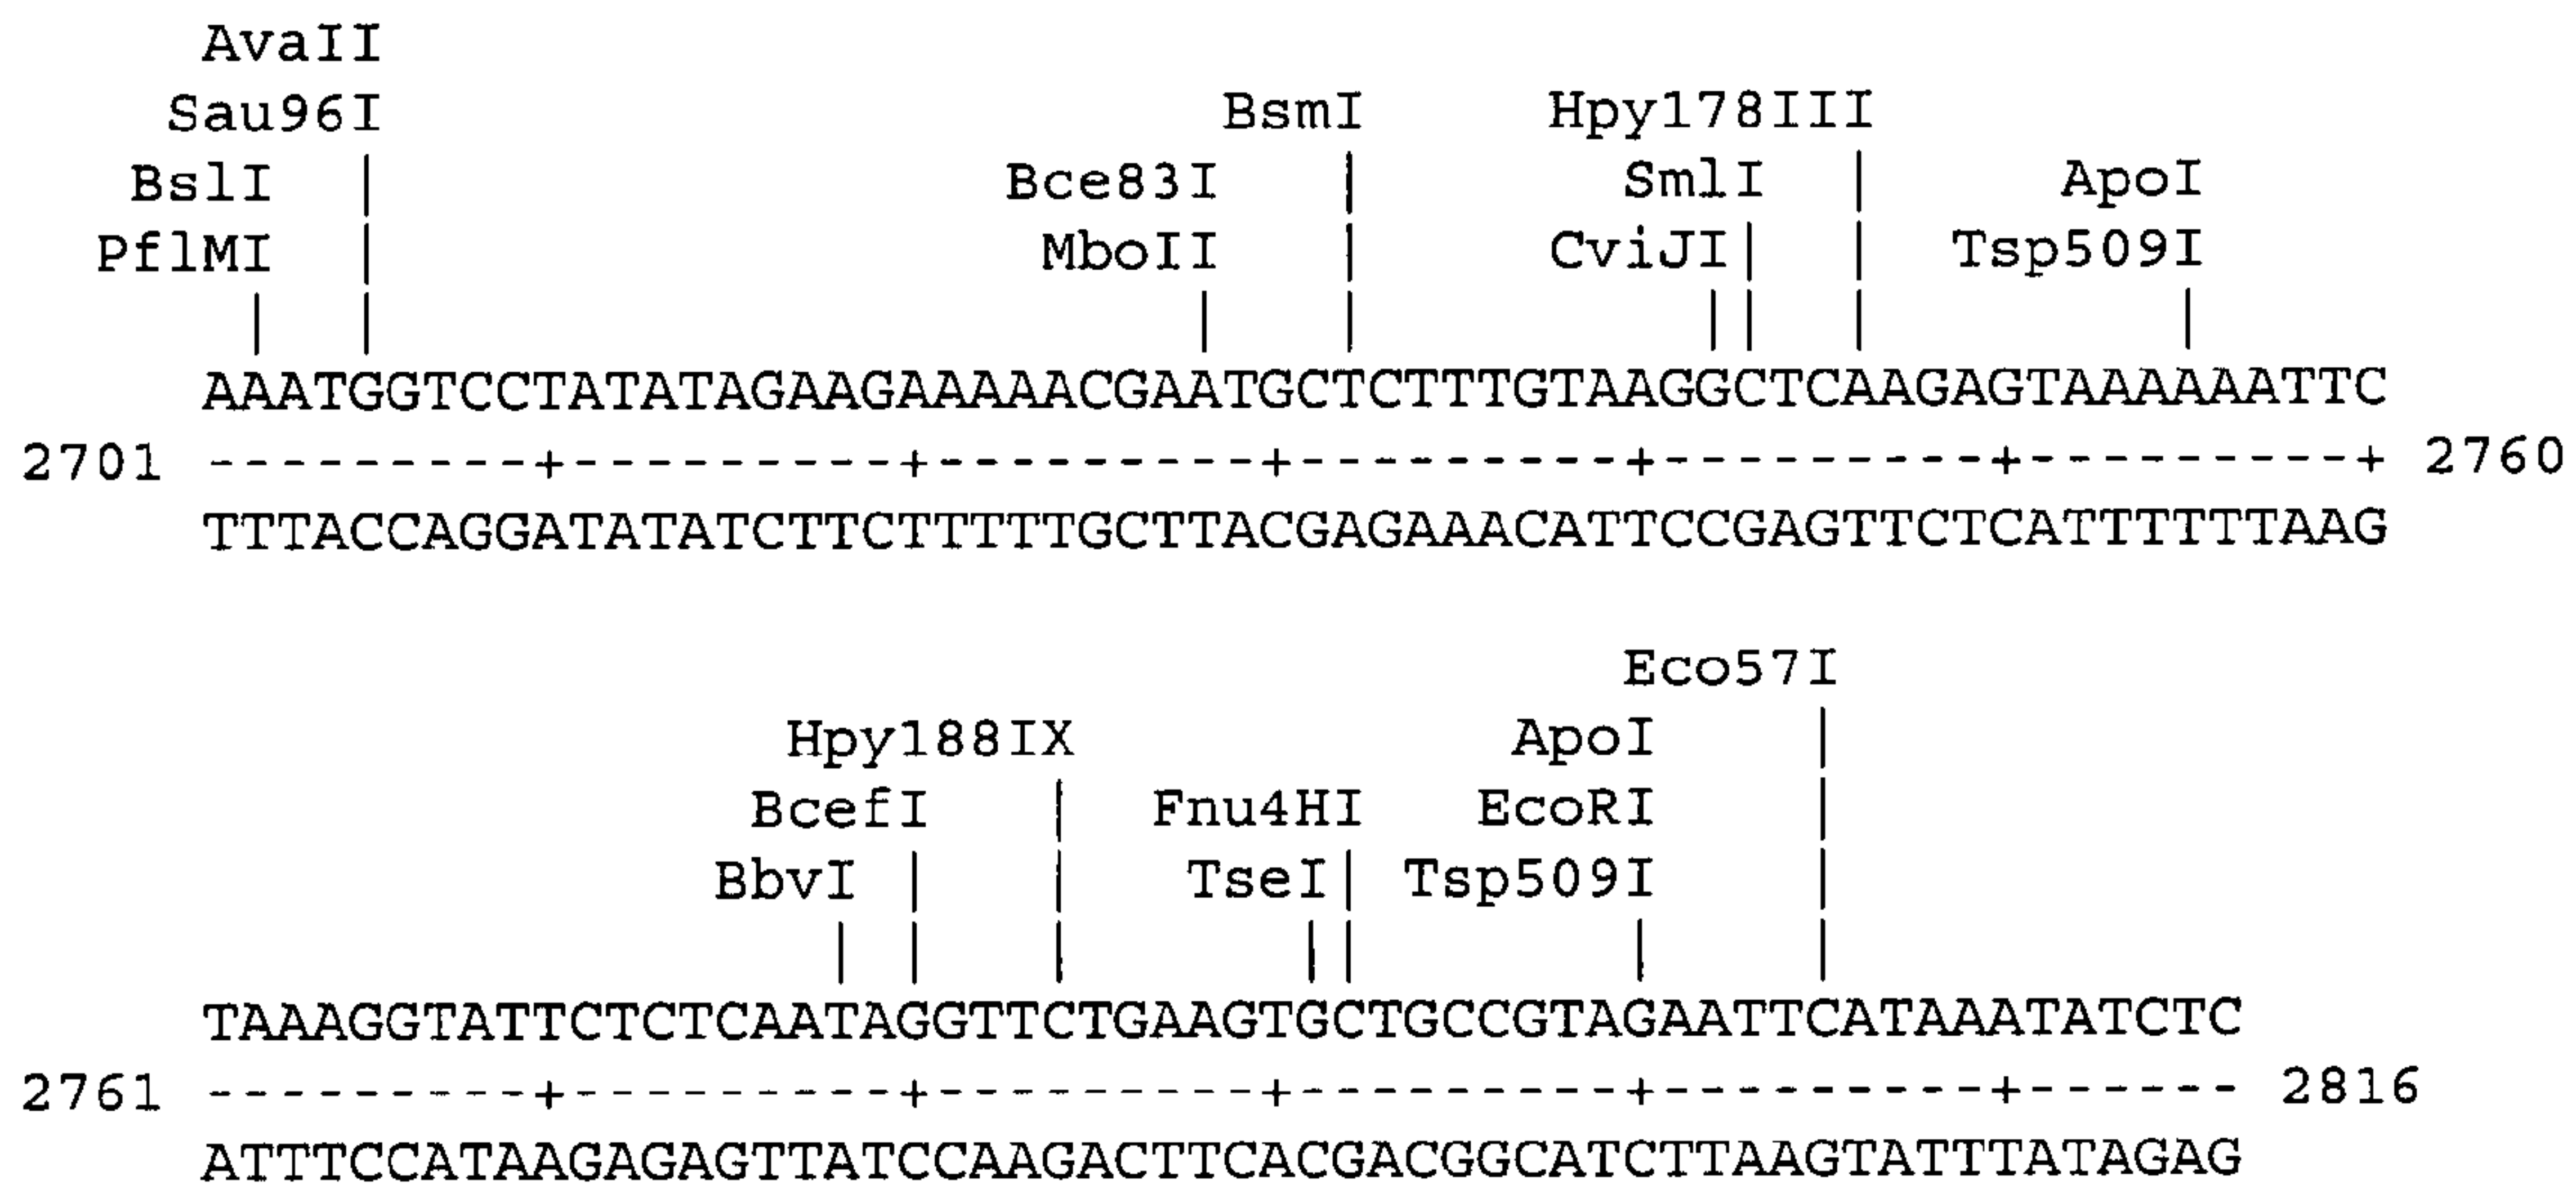 AvaII
Sau96I BsmI Hpy178III
BslI | Bce83I | SmlI | ApoI
PflMI | MboII | CviJI | | Tsp509I
| | | | | | | |
AAATGGTCCTATATAGAAGAAAAACGAATGCTCTTTGTAAGGCTCAAGAGTAAAAAATTC
2701 ---------+---------+---------+---------+---------+---------+ 2760
TTTACCAGGATATATCTTCTTTTTGCTTACGAGAAACATTCCGAGTTCTCATTTTTTAAG
Eco57I
Hpy188IX ApoI |
BcefI | Fnu4HI EcoRI |
BbvI | | TseI | Tsp509I |
| | | | | | |
TAAAGGTATTCTCTCAATAGGTTCTGAAGTGCTGCCGTAGAATTCATAAATATCTC
2761 ---------+---------+---------+---------+---------+------ 2816
ATTTCCATAAGAGAGTTATCCAAGACTTCACGACGGCATCTTAAGTATTTATAGAG